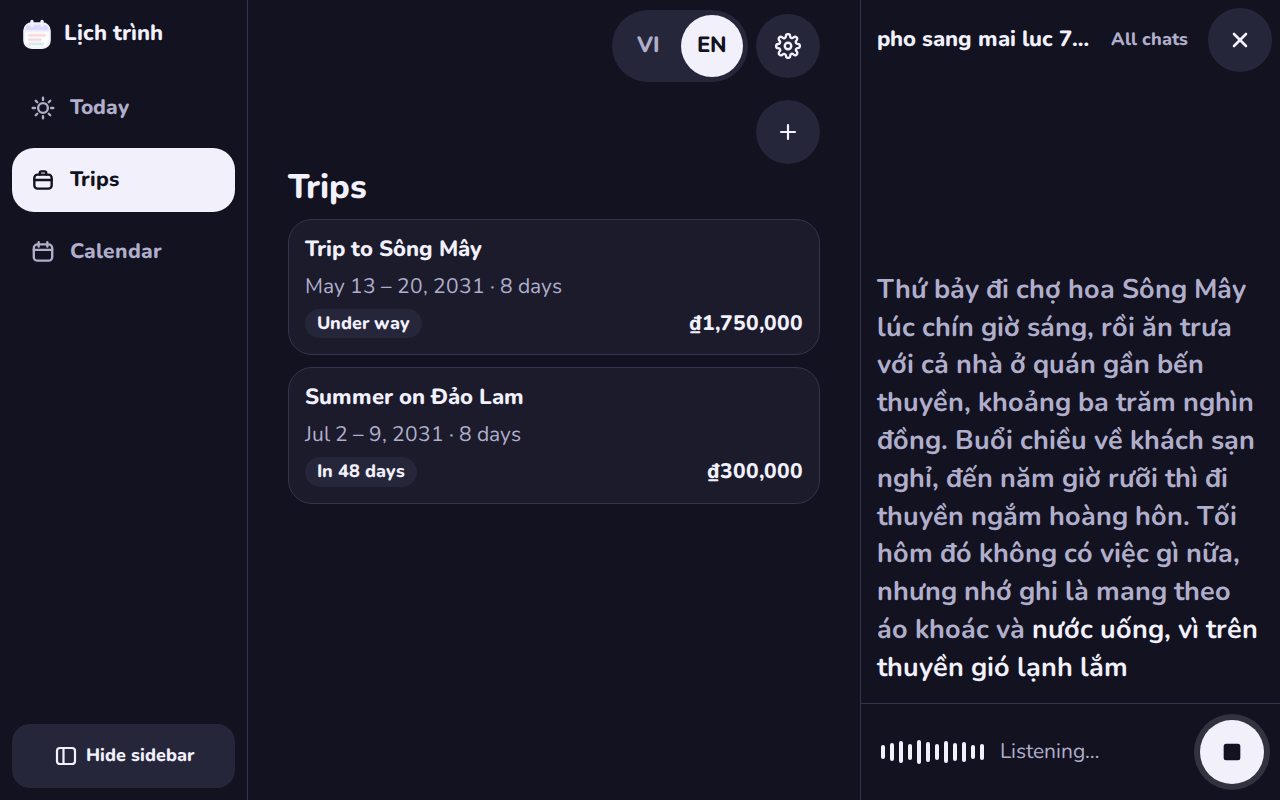 Lịch trình
Today
Trips
Calendar
Hide sidebar
VI
EN
Trips
Trip to Sông Mây
May 13 – 20, 2031 · 8 days
Under way
₫1,750,000
Summer on Đảo Lam
Jul 2 – 9, 2031 · 8 days
In 48 days
₫300,000
pho sang mai luc 7...
All chats
Thứ bảy đi chợ hoa Sông Mây
lúc chín giờ sáng, rồi ăn trưa
với cả nhà ở quán gần bến
thuyền, khoảng ba trăm nghìn
đồng. Buổi chiều về khách sạn
nghỉ, đến năm giờ rưỡi thì đi
thuyền ngắm hoàng hôn. Tối
hôm đó không có việc gì nữa,
nhưng nhớ ghi là mang theo
áo khoác và nước uống, vì trên
thuyền gió lạnh lắm
Listening...